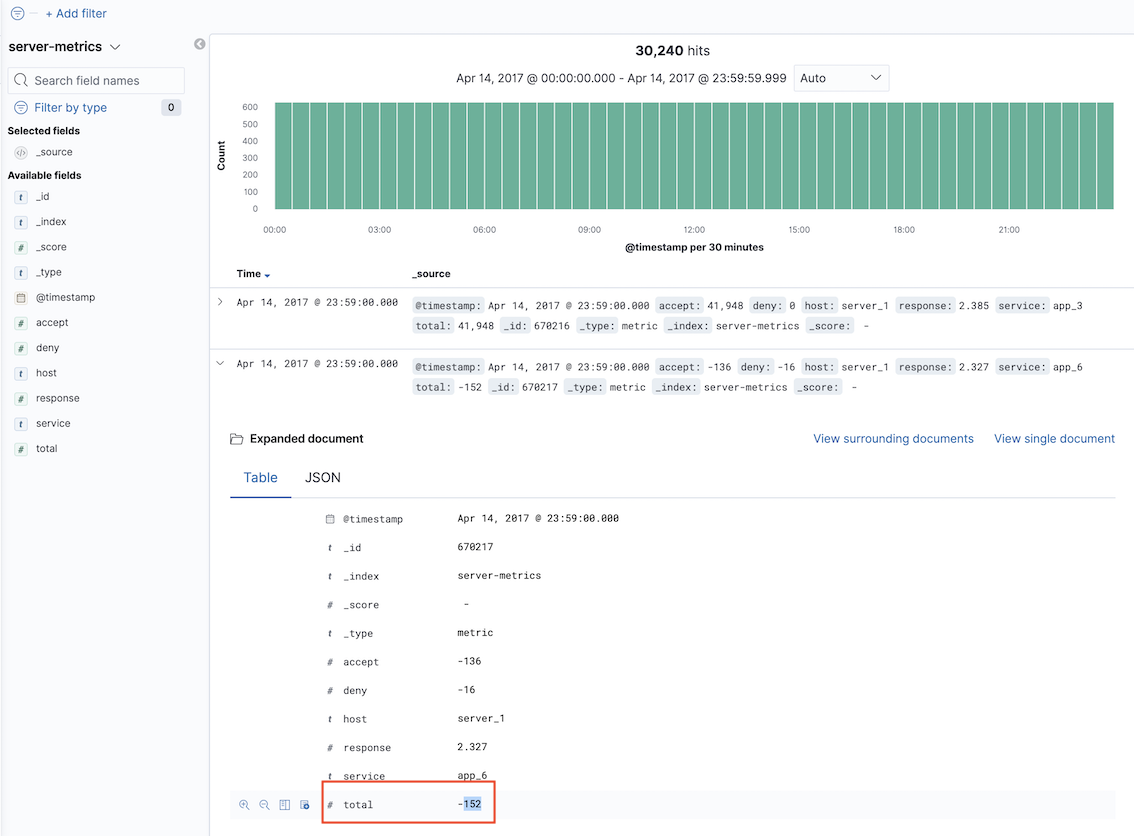 + Add filter
server-metrics
Search field names
Filter by type 0
Selected fields
_source
Available fields
t _id
t _index
# _score
t _type
@timestamp
# accept
# deny
t host
# response
t service
# total
30,240 hits
Apr 14, 2017 @ 00:00:00.000 - Apr 14, 2017 @ 23:59:59.999 Auto
Count
600
500
400
300
200
100
0
00:00 03:00 06:00 09:00 12:00 15:00 18:00 21:00
@timestamp per 30 minutes
Time _source
Apr 14, 2017 @ 23:59:00.000 @timestamp: Apr 14, 2017 @ 23:59:00.000 accept: 41,948 deny: 0 host: server_1 response: 2.385 service: app_3
total: 41,948 _id: 670216 _type: metric _index: server-metrics _score: -
Apr 14, 2017 @ 23:59:00.000 @timestamp: Apr 14, 2017 @ 23:59:00.000 accept: -136 deny: -16 host: server_1 response: 2.327 service: app_6
total: -152 _id: 670217 _type: metric _index: server-metrics _score: -
Expanded document View surrounding documents View single document
Table JSON
@timestamp Apr 14, 2017 @ 23:59:00.000
t _id 670217
t _index server-metrics
# _score -
t _type metric
# accept -136
# deny -16
t host server_1
# response 2.327
t service app_6
# total -152